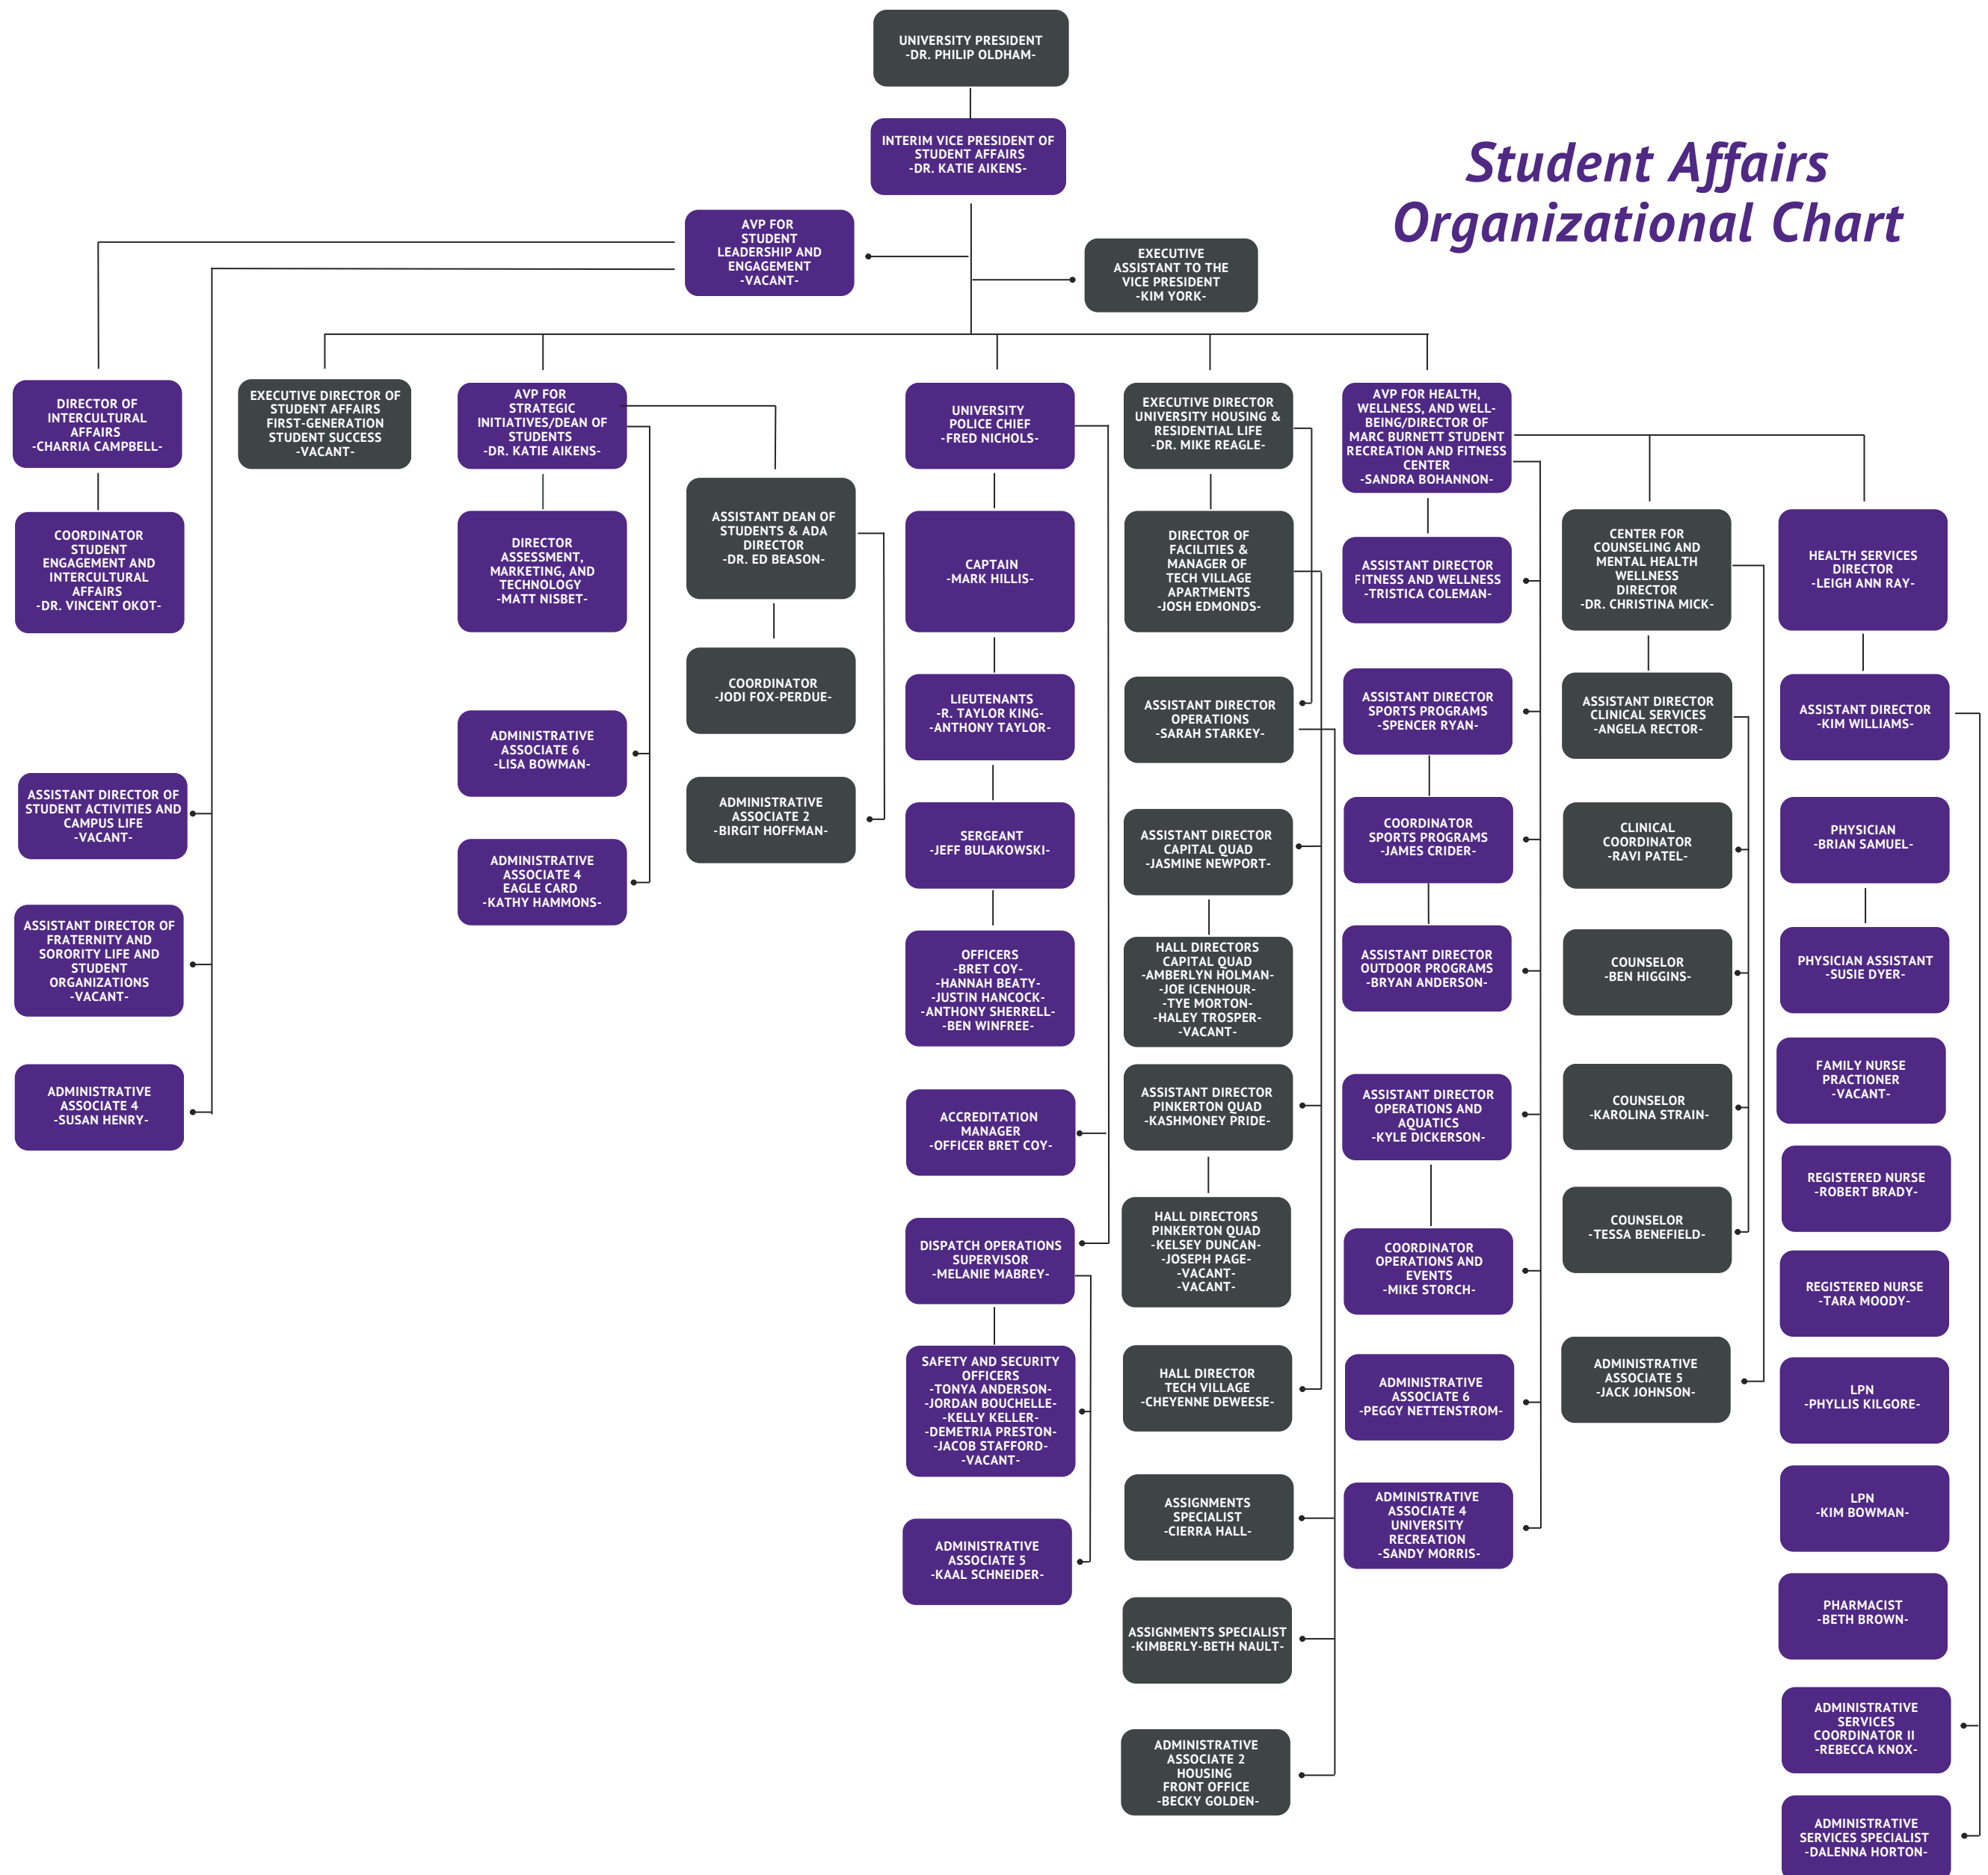 UNIVERSITY PRESIDENT
-DR. PHILIP OLDHAM-
INTERIM VICE PRESIDENT OF
STUDENT AFFAIRS
-DR. KATIE AIKENS-
Student Affairs
Organizational Chart
AVP FOR
STUDENT
LEADERSHIP AND
ENGAGEMENT
-VACANT-
EXECUTIVE
ASSISTANT TO THE
VICE PRESIDENT
-KIM YORK-
DIRECTOR OF
INTERCULTURAL
AFFAIRS
-CHARRIA CAMPBELL-
COORDINATOR
STUDENT
ENGAGEMENT AND
INTERCULTURAL
AFFAIRS
-DR. VINCENT OKOT-
ASSISTANT DIRECTOR OF
STUDENT ACTIVITIES AND
CAMPUS LIFE
-VACANT-
ASSISTANT DIRECTOR OF
FRATERNITY AND
SORORITY LIFE AND
STUDENT
ORGANIZATIONS
-VACANT-
ADMINISTRATIVE
ASSOCIATE 4
-SUSAN HENRY-
EXECUTIVE DIRECTOR OF
STUDENT AFFAIRS
FIRST-GENERATION
STUDENT SUCCESS
-VACANT-
AVP FOR
STRATEGIC
INITIATIVES/DEAN OF
STUDENTS
-DR. KATIE AIKENS-
DIRECTOR
ASSESSMENT,
MARKETING, AND
TECHNOLOGY
-MATT NISBET-
ADMINISTRATIVE
ASSOCIATE 6
-LISA BOWMAN-
ADMINISTRATIVE
ASSOCIATE 4
EAGLE CARD
-KATHY HAMMONS-
ASSISTANT DEAN OF
STUDENTS & ADA
DIRECTOR
-DR. ED BEASON-
COORDINATOR
-JODI FOX-PERDUE-
ADMINISTRATIVE
ASSOCIATE 2
-BIRGIT HOFFMAN-
UNIVERSITY
POLICE CHIEF
-FRED NICHOLS-
CAPTAIN
-MARK HILLIS-
LIEUTENANTS
-R. TAYLOR KING-
-ANTHONY TAYLOR-
SERGEANT
-JEFF BULAKOWSKI-
OFFICERS
-BRET COY-
-HANNAH BEATY-
-JUSTIN HANCOCK-
-ANTHONY SHERRELL-
-BEN WINFREE-
ACCREDITATION
MANAGER
-OFFICER BRET COY-
DISPATCH OPERATIONS
SUPERVISOR
-MELANIE MABREY-
SAFETY AND SECURITY
OFFICERS
-TONYA ANDERSON-
-JORDAN BOUCHELLE-
-KELLY KELLER-
-DEMETRIA PRESTON-
-JACOB STAFFORD-
-VACANT-
ADMINISTRATIVE
ASSOCIATE 5
-KAAL SCHNEIDER-
EXECUTIVE DIRECTOR
UNIVERSITY HOUSING &
RESIDENTIAL LIFE
-DR. MIKE REAGLE-
DIRECTOR OF
FACILITIES &
MANAGER OF
TECH VILLAGE
APARTMENTS
-JOSH EDMONDS-
ASSISTANT DIRECTOR
OPERATIONS
-SARAH STARKEY-
ASSISTANT DIRECTOR
CAPITAL QUAD
-JASMINE NEWPORT-
HALL DIRECTORS
CAPITAL QUAD
-AMBERLYN HOLMAN-
-JOE ICENHOUR-
-TYE MORTON-
-HALEY TROSPER-
-VACANT-
ASSISTANT DIRECTOR
PINKERTON QUAD
-KASHMONEY PRIDE-
HALL DIRECTORS
PINKERTON QUAD
-KELSEY DUNCAN-
-JOSEPH PAGE-
-VACANT-
-VACANT-
HALL DIRECTOR
TECH VILLAGE
-CHEYENNE DEWEESE-
ASSIGNMENTS
SPECIALIST
-CIERRA HALL-
ASSIGNMENTS SPECIALIST
-KIMBERLY-BETH NAULT-
ADMINISTRATIVE
ASSOCIATE 2
HOUSING
FRONT OFFICE
-BECKY GOLDEN-
AVP FOR HEALTH,
WELLNESS, AND WELL-
BEING/DIRECTOR OF
MARC BURNETT STUDENT
RECREATION AND FITNESS
CENTER
-SANDRA BOHANNON-
ASSISTANT DIRECTOR
FITNESS AND WELLNESS
-TRISTICA COLEMAN-
ASSISTANT DIRECTOR
SPORTS PROGRAMS
-SPENCER RYAN-
COORDINATOR
SPORTS PROGRAMS
-JAMES CRIDER-
ASSISTANT DIRECTOR
OUTDOOR PROGRAMS
-BRYAN ANDERSON-
ASSISTANT DIRECTOR
OPERATIONS AND
AQUATICS
-KYLE DICKERSON-
COORDINATOR
OPERATIONS AND
EVENTS
-MIKE STORCH-
ADMINISTRATIVE
ASSOCIATE 6
-PEGGY NETTENSTROM-
ADMINISTRATIVE
ASSOCIATE 4
UNIVERSITY
RECREATION
-SANDY MORRIS-
CENTER FOR
COUNSELING AND
MENTAL HEALTH
WELLNESS
DIRECTOR
-DR. CHRISTINA MICK-
ASSISTANT DIRECTOR
CLINICAL SERVICES
-ANGELA RECTOR-
CLINICAL
COORDINATOR
-RAVI PATEL-
COUNSELOR
-BEN HIGGINS-
COUNSELOR
-KAROLINA STRAIN-
COUNSELOR
-TESSA BENEFIELD-
ADMINISTRATIVE
ASSOCIATE 5
-JACK JOHNSON-
HEALTH SERVICES
DIRECTOR
-LEIGH ANN RAY-
ASSISTANT DIRECTOR
-KIM WILLIAMS-
PHYSICIAN
-BRIAN SAMUEL-
PHYSICIAN ASSISTANT
-SUSIE DYER-
FAMILY NURSE
PRACTIONER
-VACANT-
REGISTERED NURSE
-ROBERT BRADY-
REGISTERED NURSE
-TARA MOODY-
LPN
-PHYLLIS KILGORE-
LPN
-KIM BOWMAN-
PHARMACIST
-BETH BROWN-
ADMINISTRATIVE
SERVICES
COORDINATOR II
-REBECCA KNOX-
ADMINISTRATIVE
SERVICES SPECIALIST
-DALENNA HORTON-